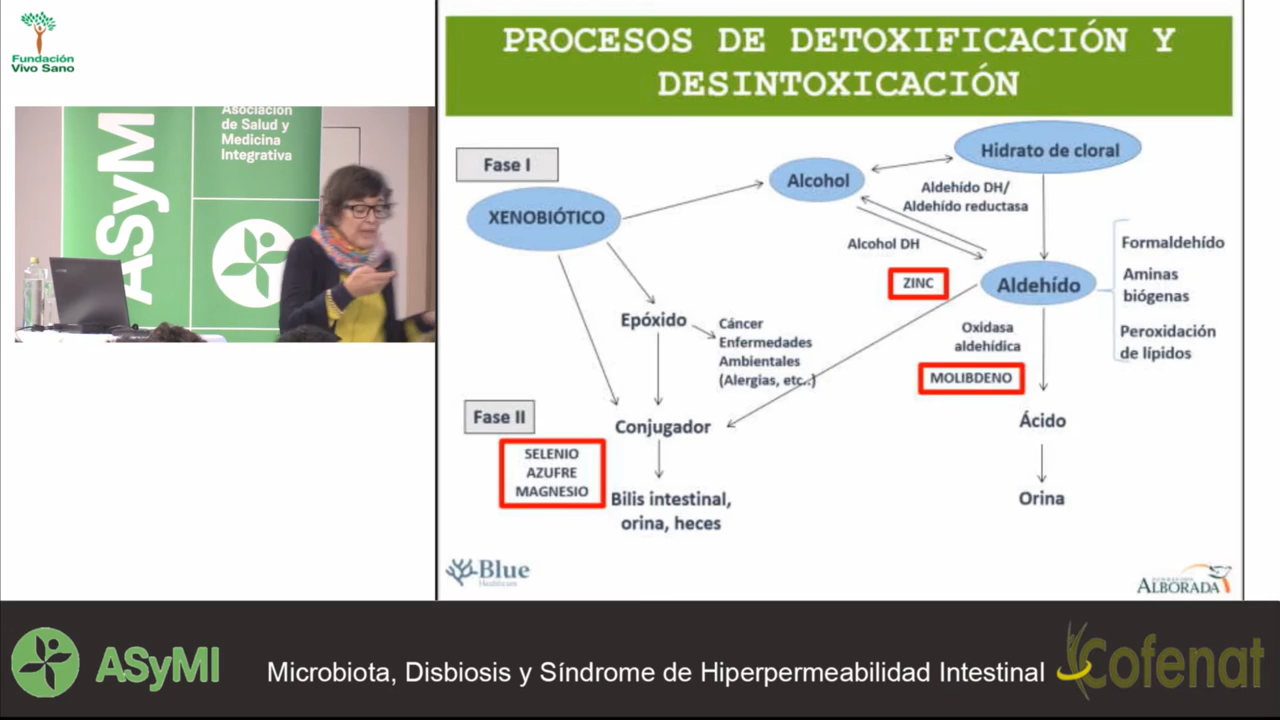 Fundación
Vivo Sano
ASyMI
Asociación
de Salud y
Medicina
Integrativa
PROCESOS DE DETOXIFICACIÓN Y
DESINTOXICACIÓN
Fase I
XENOBIÓTICO
Alcohol
Hidrato de cloral
Aldehído DH/
Aldehído reductasa
Alcohol DH
ZINC
Aldehído
Formaldehído
Aminas
biógenas
Peroxidación
de lípidos
Epóxido
Cáncer
Enfermedades
Ambientales
(Alergias, etc..)
Oxidasa
aldehídica
MOLIBDENO
Fase II
Conjugador
Ácido
SELENIO
AZUFRE
MAGNESIO
Bilis intestinal,
orina, heces
Orina
Blue
Healthcare
FUNDACIÓN
ALBORADA
ASyMI
Microbiota, Disbiosis y Síndrome de Hiperpermeabilidad Intestinal
Cofenat